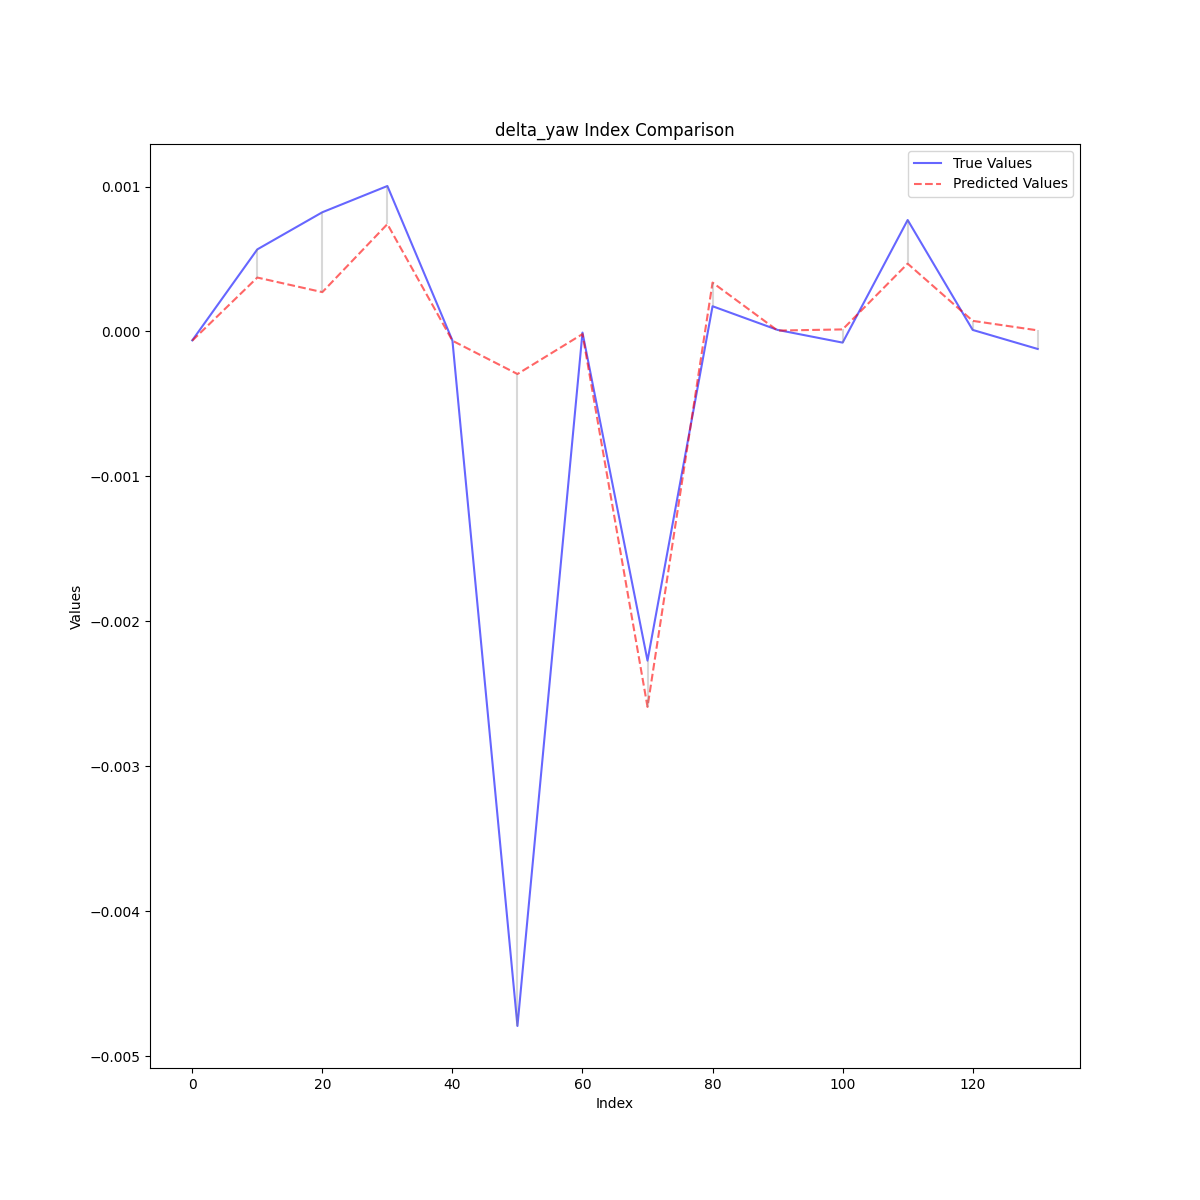 delta_yaw Index Comparison
True Values
Predicted Values
0.001
0.000
−0.001
−0.002
−0.003
−0.004
−0.005
Values
0 20 40 60 80 100 120
Index